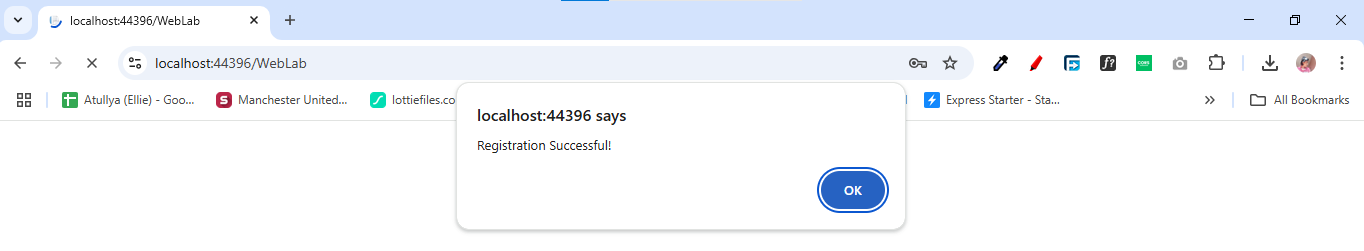 localhost:44396/WebLab
localhost:44396/WebLab
f?
Atullya (Ellie) - Goo...
S
Manchester United...
lottiefiles.co
Express Starter - Sta...
All Bookmarks
localhost:44396 says
Registration Successful!
OK